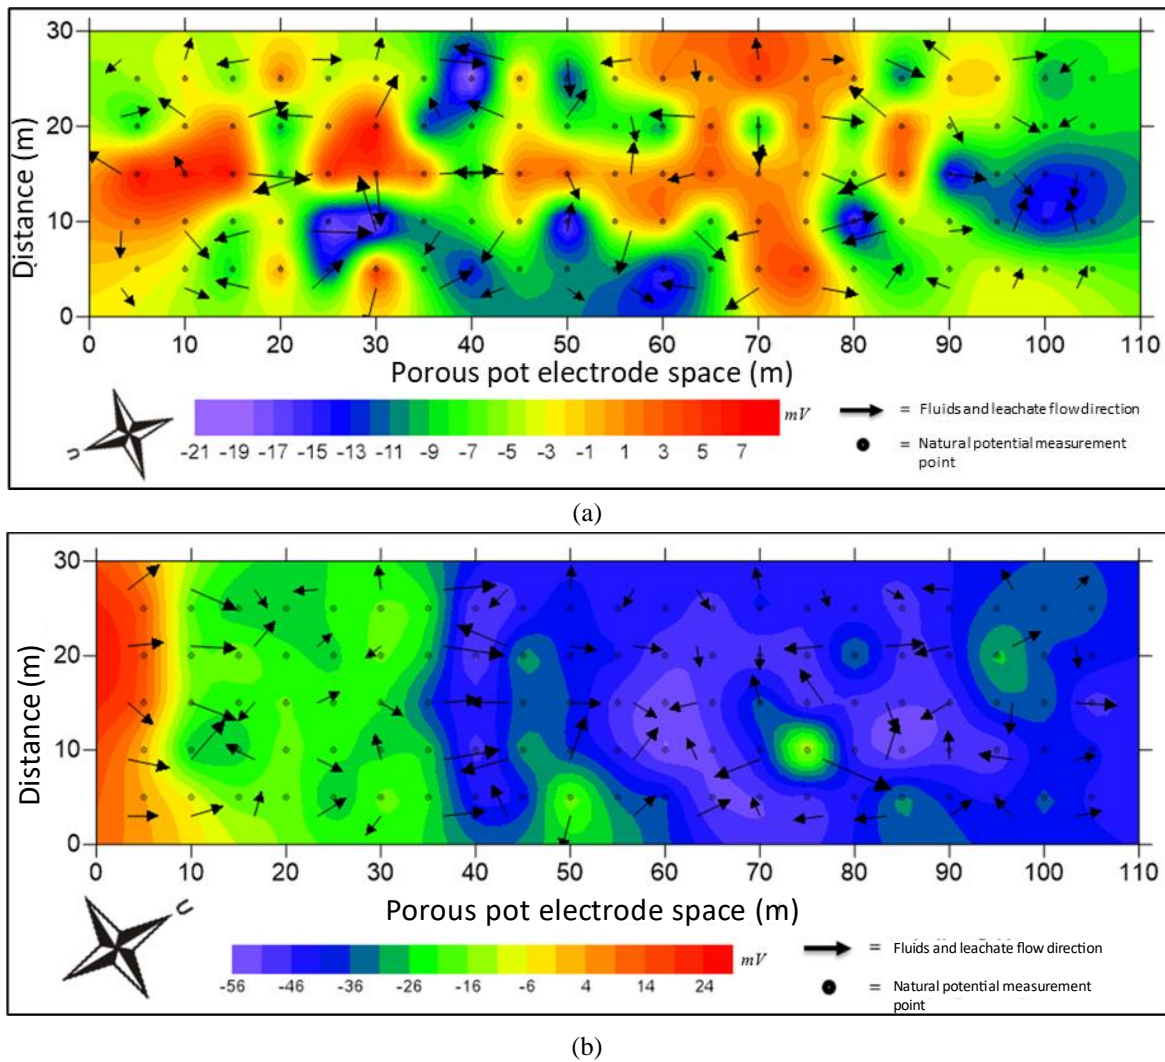 30
20
10
0
Distance (m)
0 10 20 30 40 50 60 70 80 90 100 110
Porous pot electrode space (m)
-21 -19 -17 -15 -13 -11 -9 -7 -5 -3 -1 1 3 5 7
mV
= Fluids and leachate flow direction
= Natural potential measurement
point
(a)
30
20
10
0
Distance (m)
0 10 20 30 40 50 60 70 80 90 100 110
Porous pot electrode space (m)
-56 -46 -36 -26 -16 -6 4 14 24
mV
= Fluids and leachate flow direction
= Natural potential measurement
point
(b)